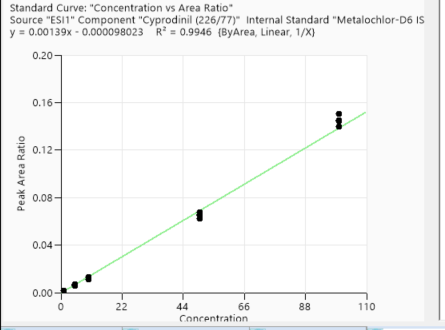 Standard Curve: "Concentration vs Area Ratio"
Source "ESI1" Component "Cyprodinil (226/77)" Internal Standard "Metalochlor-D6 IS
y = 0.00139x - 0.000098023 R² = 0.9946 {ByArea, Linear, 1/X}
0.20
0.16
0.12
0.08
0.04
0.00
Peak Area Ratio
0 22 44 66 88 110
Concentration